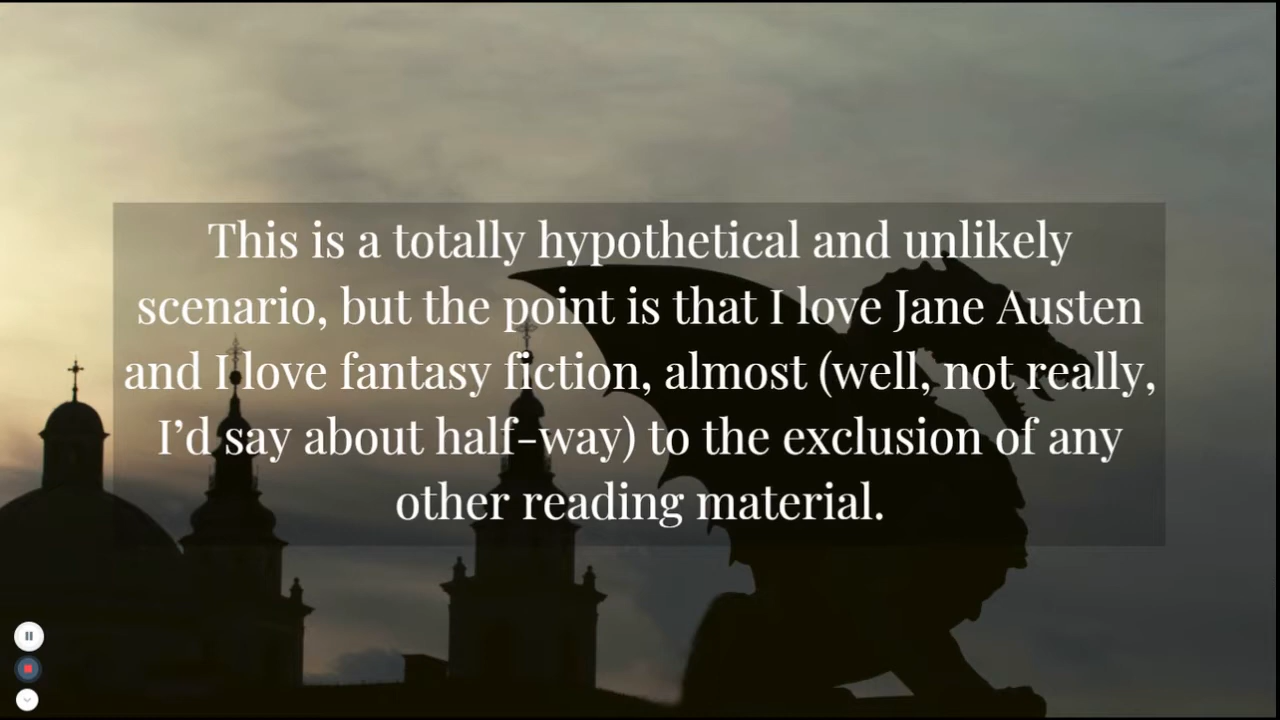 This is a totally hypothetical and unlikely
scenario, but the point is that I love Jane Austen
and I love fantasy fiction, almost (well, not really,
I’d say about half-way) to the exclusion of any
other reading material.